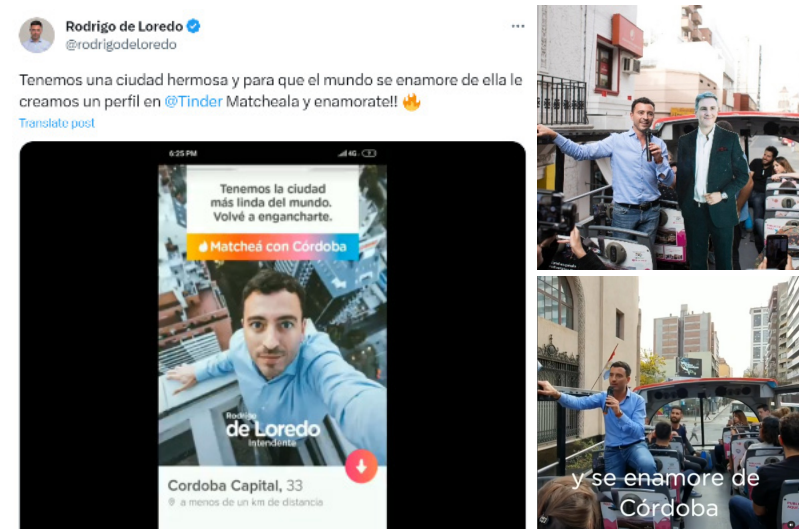 Rodrigo de Loredo
@rodrigodeloredo
Tenemos una ciudad hermosa y para que el mundo se enamore de ella le
creamos un perfil en @Tinder Matcheala y enamorate!! 🔥
Translate post
6:25 PM
4G
Tenemos la ciudad
más linda del mundo.
Volvé a engancharte.
Matcheá con Córdoba
Rodrigo
de Loredo
Intendente
Cordoba Capital, 33
a menos de un km de distancia
y se enamore de
Córdoba